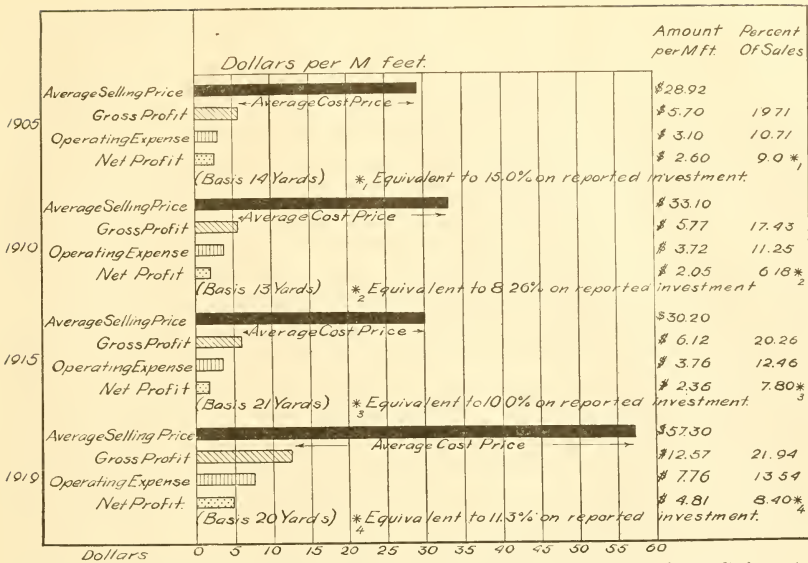 Amount Percent
per M ft. Of Sales
Dollars per M feet.
1905
Average Selling Price $28.92
Average Cost Price
Gross Profit $5.70 1971
Operating Expense $ 3.10 10.71
Net Profit $ 2.60 9.0 *1
(Basis 14 Yards) *1 Equivalent to 15.0% on reported investment.
1910
Average Selling Price $33.10
Average Cost Price
Gross Profit $ 5.77 17.43
Operating Expense $ 3.72 11.25
Net Profit $ 2.05 618 *2
(Basis 13 Yards) *2 Equivalent to 8 26% on reported investment
1915
Average Selling Price $30.20
Average Cost Price
Gross Profit $ 6.12 20.26
Operating Expense $ 3.76 12.46
Net Profit $ 2.36 7.80 *3
(Basis 21 Yards) *3 Equivalent to 10.0% on reported investment.
1919
Average Selling Price $57.30
Average Cost Price
Gross Profit $12.57 21.94
Operating Expense $ 7.76 13 54
Net Profit. $ 4.81 8.40 *4
(Basis 20 Yards) *4 Equivalent to 11.3% on reported investment.
Dollars 0 5 10 15 20 25 30 35 40 45 50 55 60